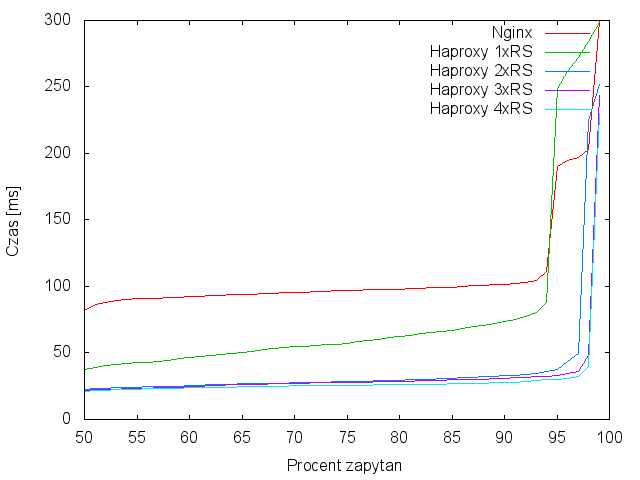 300
250
200
150
100
50
0
Czas [ms]
Nginx
Haproxy 1xRS
Haproxy 2xRS
Haproxy 3xRS
Haproxy 4xRS
50 55 60 65 70 75 80 85 90 95 100
Procent zapytan